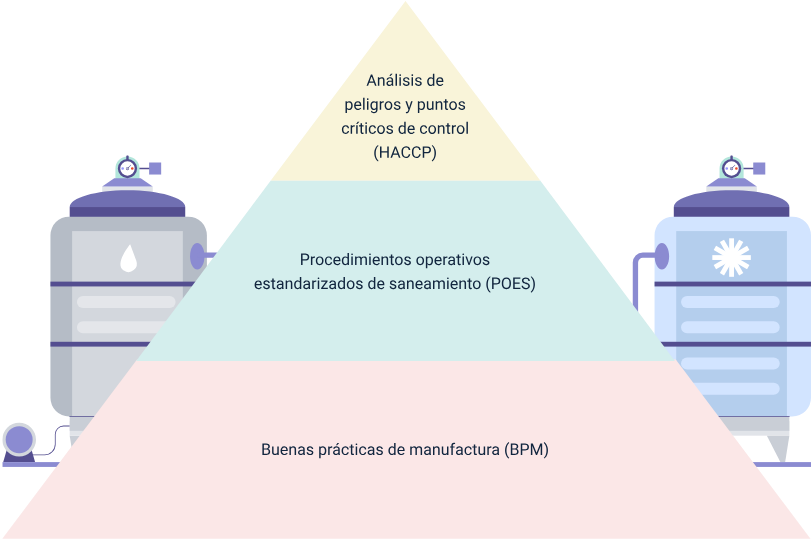 Análisis de
peligros y puntos
críticos de control
(HACCP)
Procedimientos operativos
estandarizados de saneamiento (POES)
Buenas prácticas de manufactura (BPM)